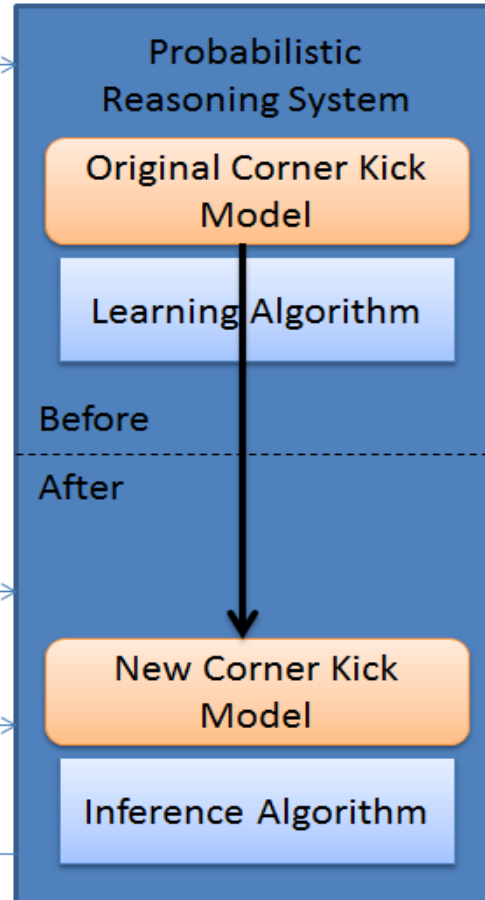 Probabilistic
Reasoning System
Original Corner Kick
Model
Learning Algorithm
Before
After
New Corner Kick
Model
Inference Algorithm